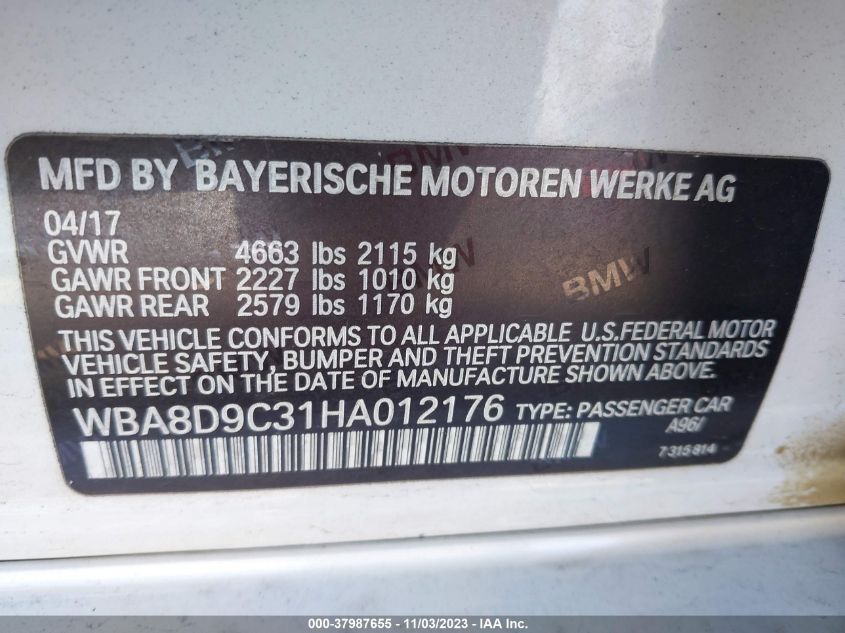 MFD BY BAYERISCHE MOTOREN WERKE AG
04/17
GVWR 4663 lbs 2115 kg
GAWR FRONT 2227 lbs 1010 kg
GAWR REAR 2579 lbs 1170 kg
BMW
BMW
THIS VEHICLE CONFORMS TO ALL APPLICABLE U.S.FEDERAL MOTOR
VEHICLE SAFETY, BUMPER AND THEFT PREVENTION STANDARDS
IN EFFECT ON THE DATE OF MANUFACTURE SHOWN ABOVE.
WBA8D9C31HA012176 TYPE: PASSENGER CAR
A96/
7315814
000-37987655 - 11/03/2023 - IAA Inc.